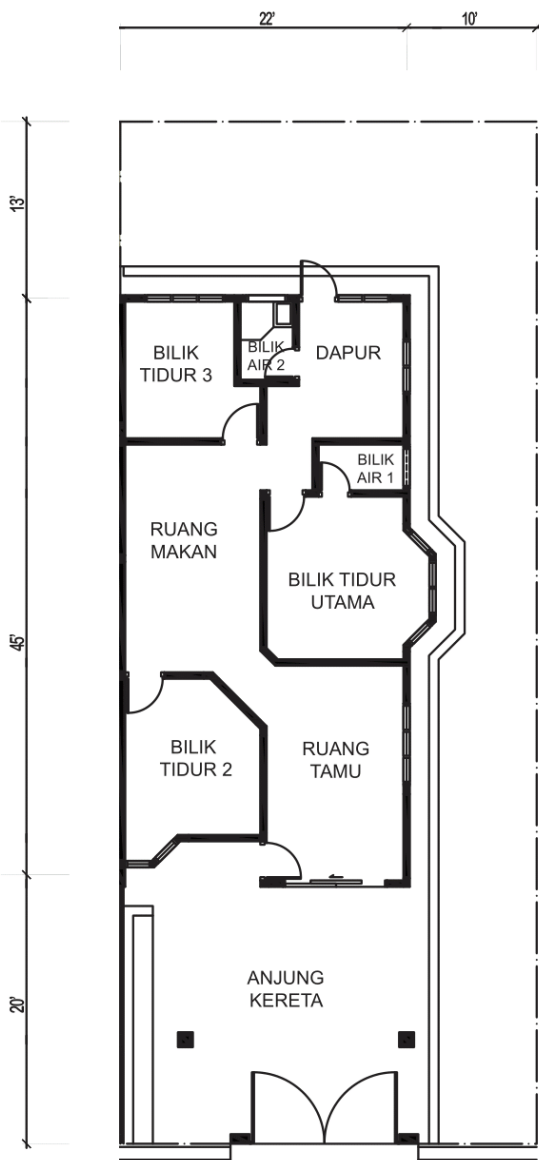 22'
10'
13'
BILIK
TIDUR 3
BILIK
AIR 2
DAPUR
BILIK
AIR 1
RUANG
MAKAN
BILIK TIDUR
UTAMA
45'
BILIK
TIDUR 2
RUANG
TAMU
ANJUNG
KERETA
20'